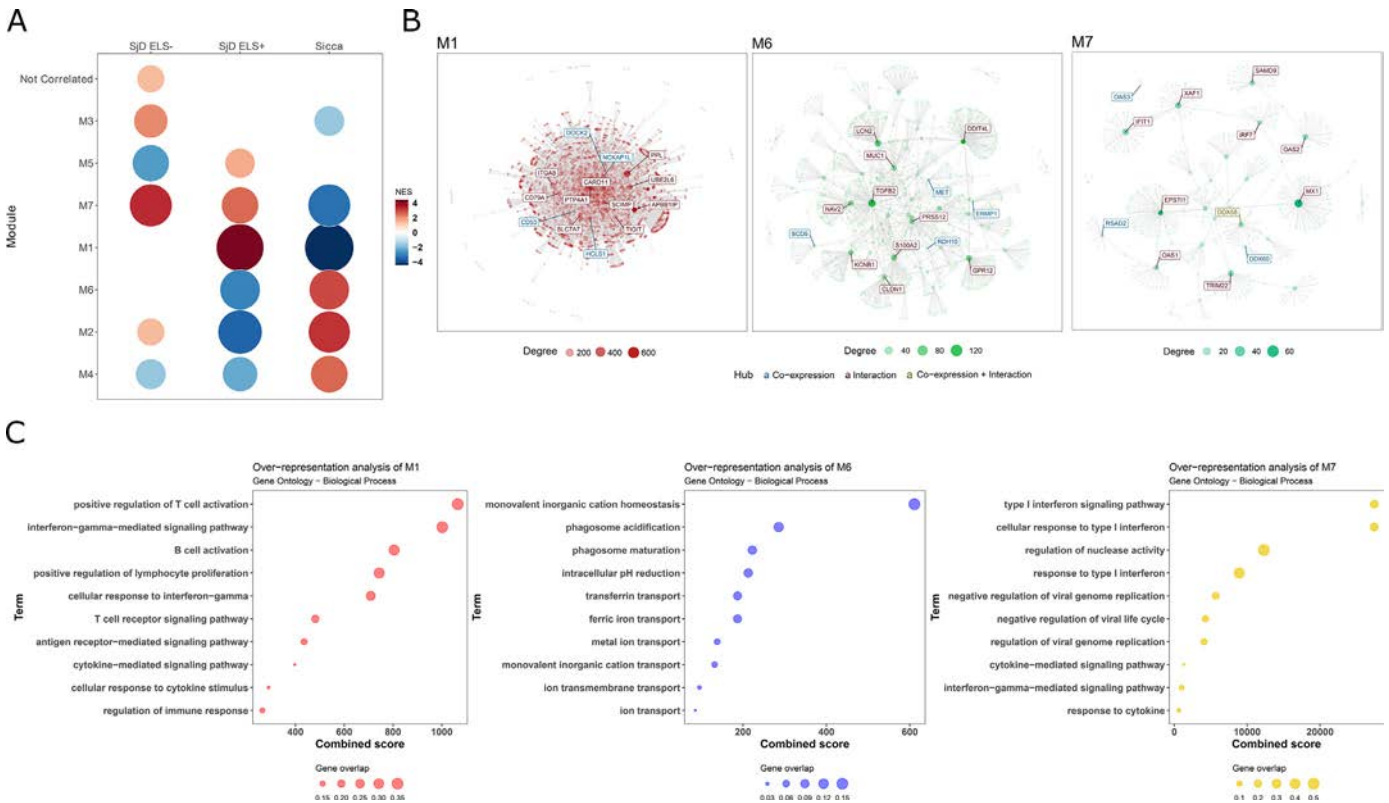 A
SjD ELS- SjD ELS+ Sicca
Module
Not Correlated
M3
M5
M7
M1
M6
M2
M4
NES
4
2
0
−2
−4
B
M1
DOCK2
NCKAP1L
PPL
ITGA8
CARD11
UBE2L6
CD79A
PTPAA1
SCIMP
APBB1IP
CD53
SLC7A7
TIGIT
HCLS1
Degree 200 400 600
M6
LCN2
DDIT4L
MUC1
TGFB2
MET
NAV2
PRSS12
ERMP1
SCD5
RDH10
S100A2
KCNB1
GPR12
CLDN1
Degree 40 80 120
M7
SAMD9
OAS3
XAF1
IFIT1
IRF7
OAS2
EPSTI1
MX1
RSAD2
DDX58
OAS1
DDX60
TRIM22
Degree 20 40 60
Hub a Co−expression a Interaction a Co−expression + Interaction
C
Over−representation analysis of M1
Gene Ontology − Biological Process
Term
positive regulation of T cell activation
interferon−gamma−mediated signaling pathway
B cell activation
positive regulation of lymphocyte proliferation
cellular response to interferon−gamma
T cell receptor signaling pathway
antigen receptor−mediated signaling pathway
cytokine−mediated signaling pathway
cellular response to cytokine stimulus
regulation of immune response
400 600 800 1000
Combined score
Gene overlap
0.15 0.20 0.25 0.30 0.35
Over−representation analysis of M6
Gene Ontology − Biological Process
Term
monovalent inorganic cation homeostasis
phagosome acidification
phagosome maturation
intracellular pH reduction
transferrin transport
ferric iron transport
metal ion transport
monovalent inorganic cation transport
ion transmembrane transport
ion transport
200 400 600
Combined score
Gene overlap
0.03 0.06 0.09 0.12 0.15
Over−representation analysis of M7
Gene Ontology − Biological Process
Term
type I interferon signaling pathway
cellular response to type I interferon
regulation of nuclease activity
response to type I interferon
negative regulation of viral genome replication
negative regulation of viral life cycle
regulation of viral genome replication
cytokine−mediated signaling pathway
interferon−gamma−mediated signaling pathway
response to cytokine
0 10000 20000
Combined score
Gene overlap
0.1 0.2 0.3 0.4 0.5